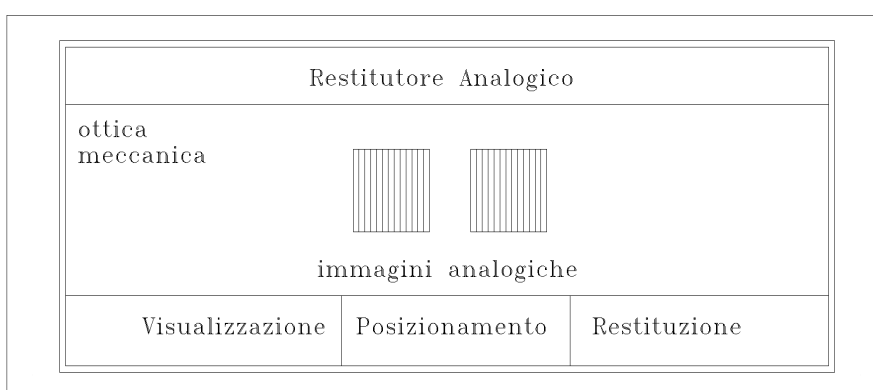 Restitutore Analogico
ottica
meccanica
immagini analogiche
Visualizzazione Posizionamento Restituzione